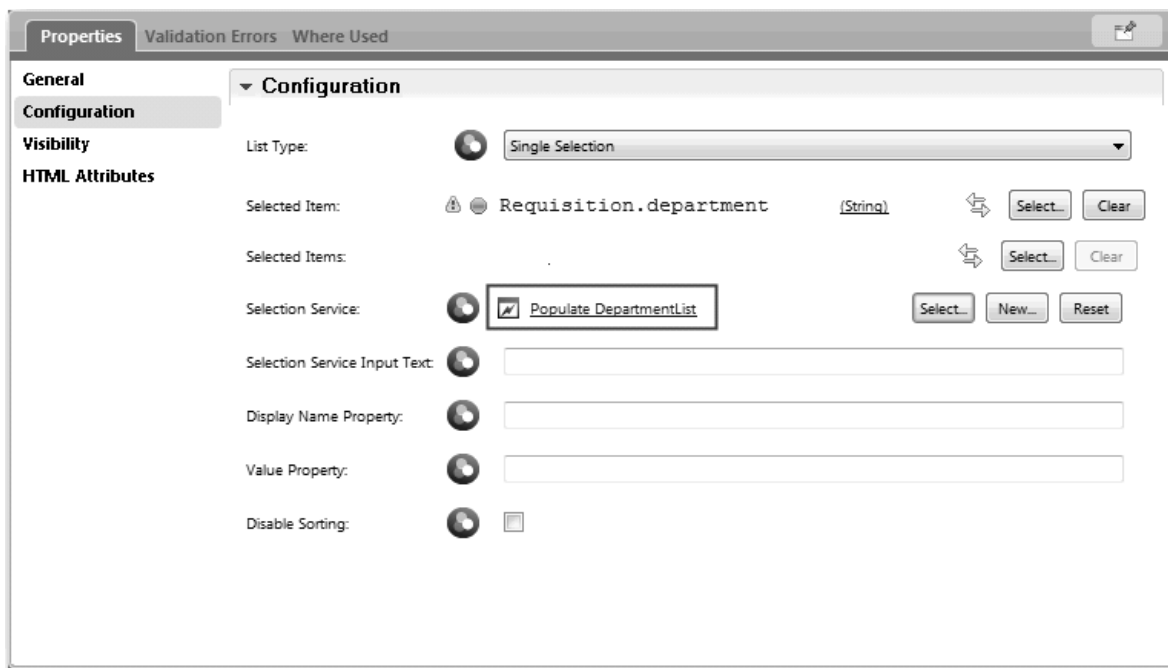 Properties Validation Errors Where Used
General
Configuration
Visibility
HTML Attributes
Configuration
List Type: Single Selection
Selected Item: Requisition.department (String) Select... Clear
Selected Items: Select... Clear
Selection Service: Populate DepartmentList Select... New... Reset
Selection Service Input Text:
Display Name Property:
Value Property:
Disable Sorting: